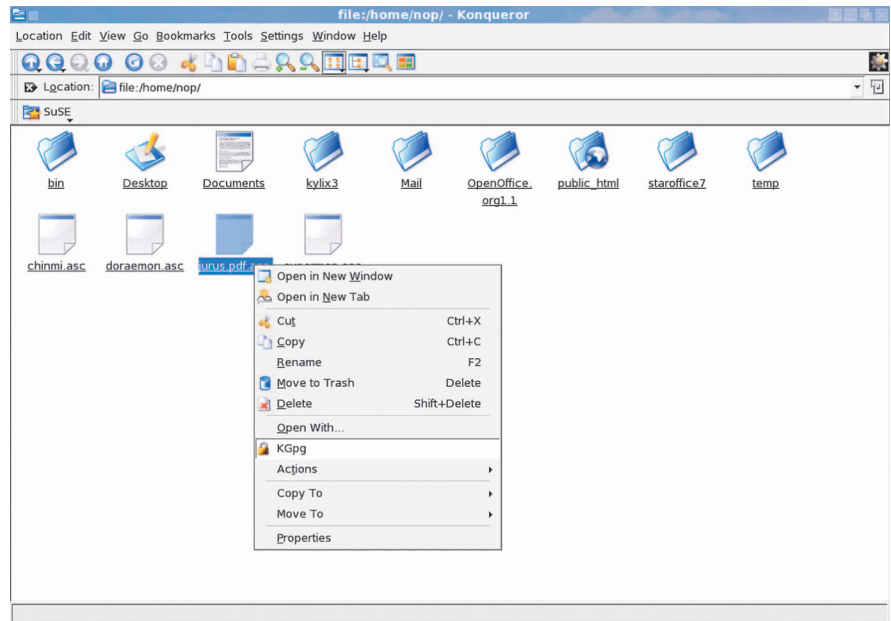 file:/home/nop/ - Konqueror
Location Edit View Go Bookmarks Tools Settings Window Help
Location: file:/home/nop/
SuSE
bin Desktop Documents kylix3 Mail OpenOffice. public_html staroffice7 temp
org1.1
chinmi.asc doraemon.asc jurus.pdf.asc
Open in New Window
Open in New Tab
Cut Ctrl+X
Copy Ctrl+C
Rename F2
Move to Trash Delete
Delete Shift+Delete
Open With...
KGpg
Actions
Copy To
Move To
Properties